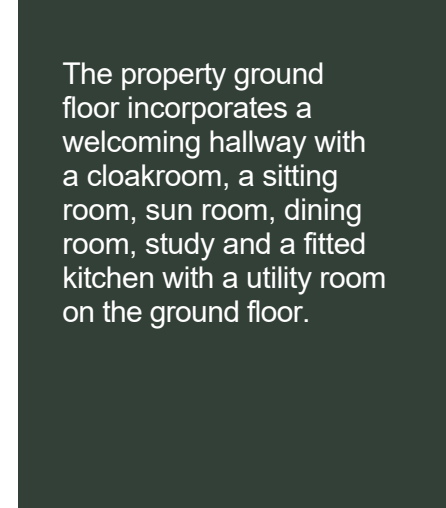 The property ground
floor incorporates a
welcoming hallway with
a cloakroom, a sitting
room, sun room, dining
room, study and a fitted
kitchen with a utility room
on the ground floor.